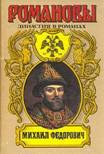 РОМАНОВЫ
ДИНАСТИЯ В РОМАНАХ
МИХАИЛ ФЕДОРОВИЧ